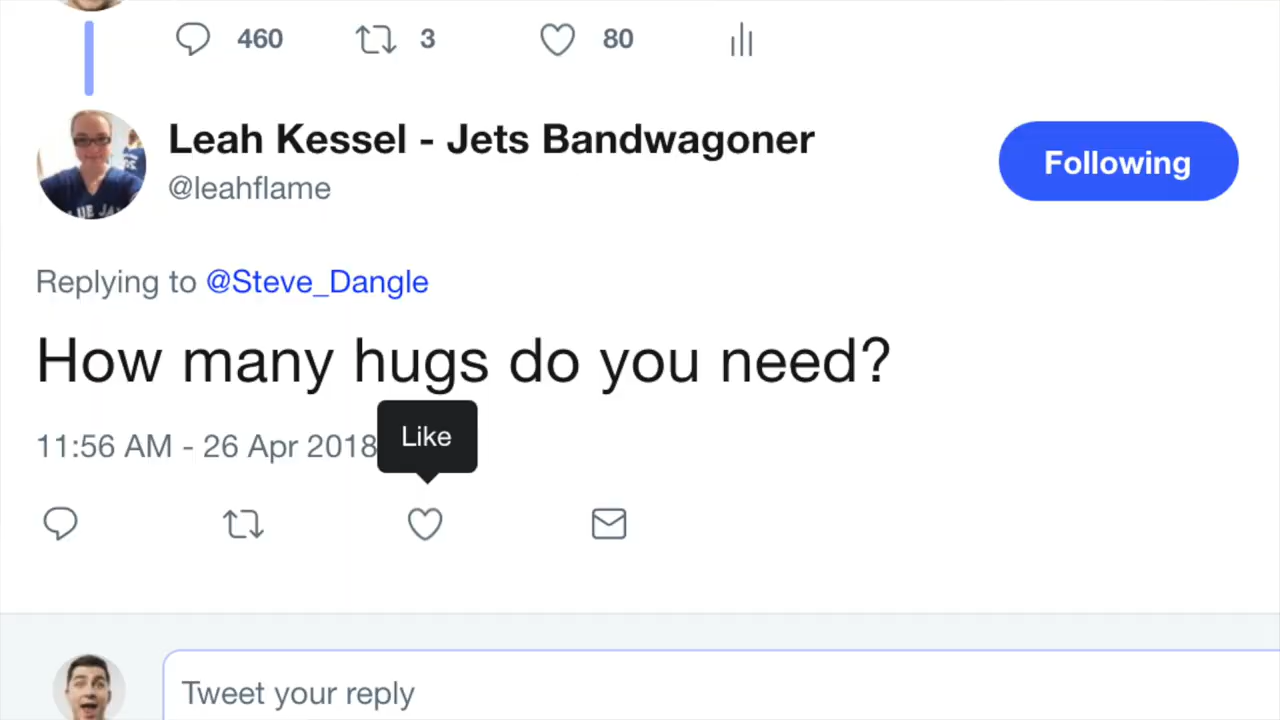 460 3 80
Leah Kessel - Jets Bandwagoner
@leahflame
Following
Replying to @Steve_Dangle
How many hugs do you need?
11:56 AM - 26 Apr 2018
Like
Tweet your reply